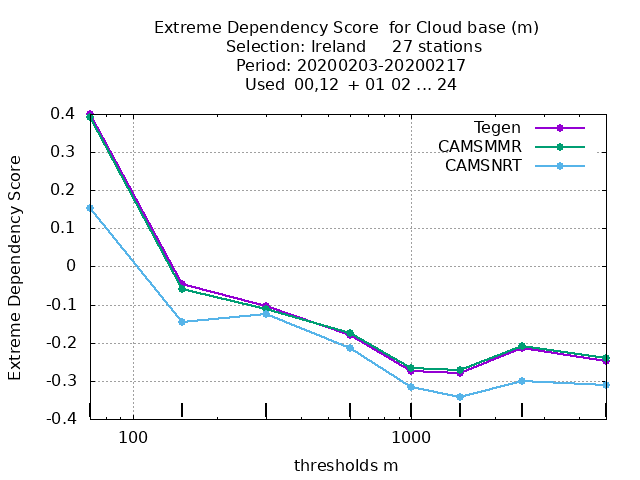 Extreme Dependency Score  for Cloud base (m)
Selection: Ireland     27 stations
Period: 20200203-20200217
Used  00,12  + 01 02 ... 24
Tegen
CAMSMMR
CAMSNRT
Extreme Dependency Score
0.4
0.3
0.2
0.1
0
-0.1
-0.2
-0.3
-0.4
100
1000
thresholds m